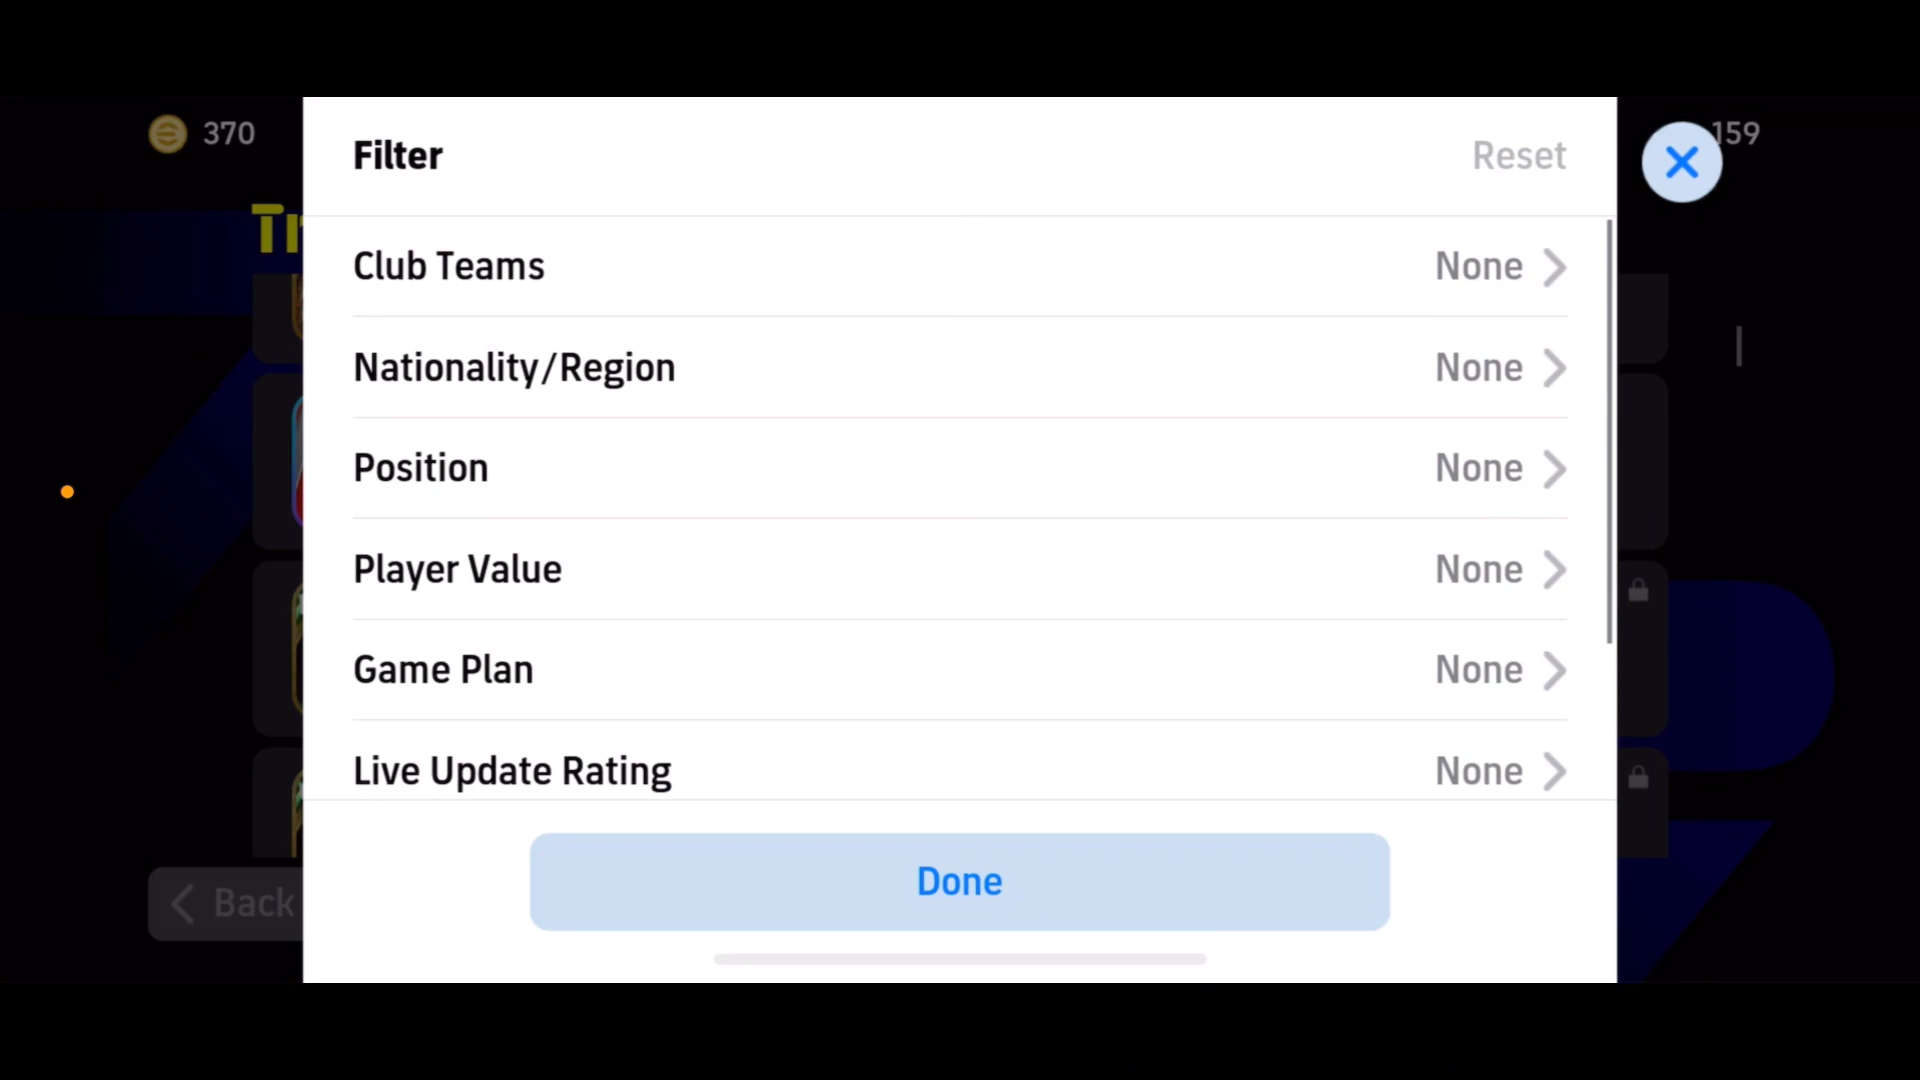 370
159
Filter
Reset
Club Teams None
Nationality/Region None
Position None
Player Value None
Game Plan None
Live Update Rating None
Done
Back